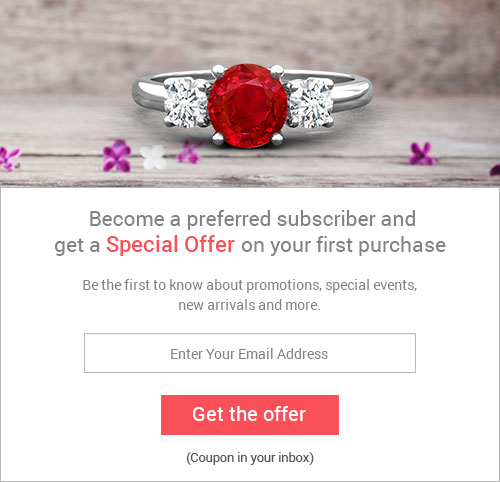 Become a preferred subscriber and
get a Special Offer on your first purchase
Be the first to know about promotions, special events,
new arrivals and more.
Enter Your Email Address
Get the offer
(Coupon in your inbox)